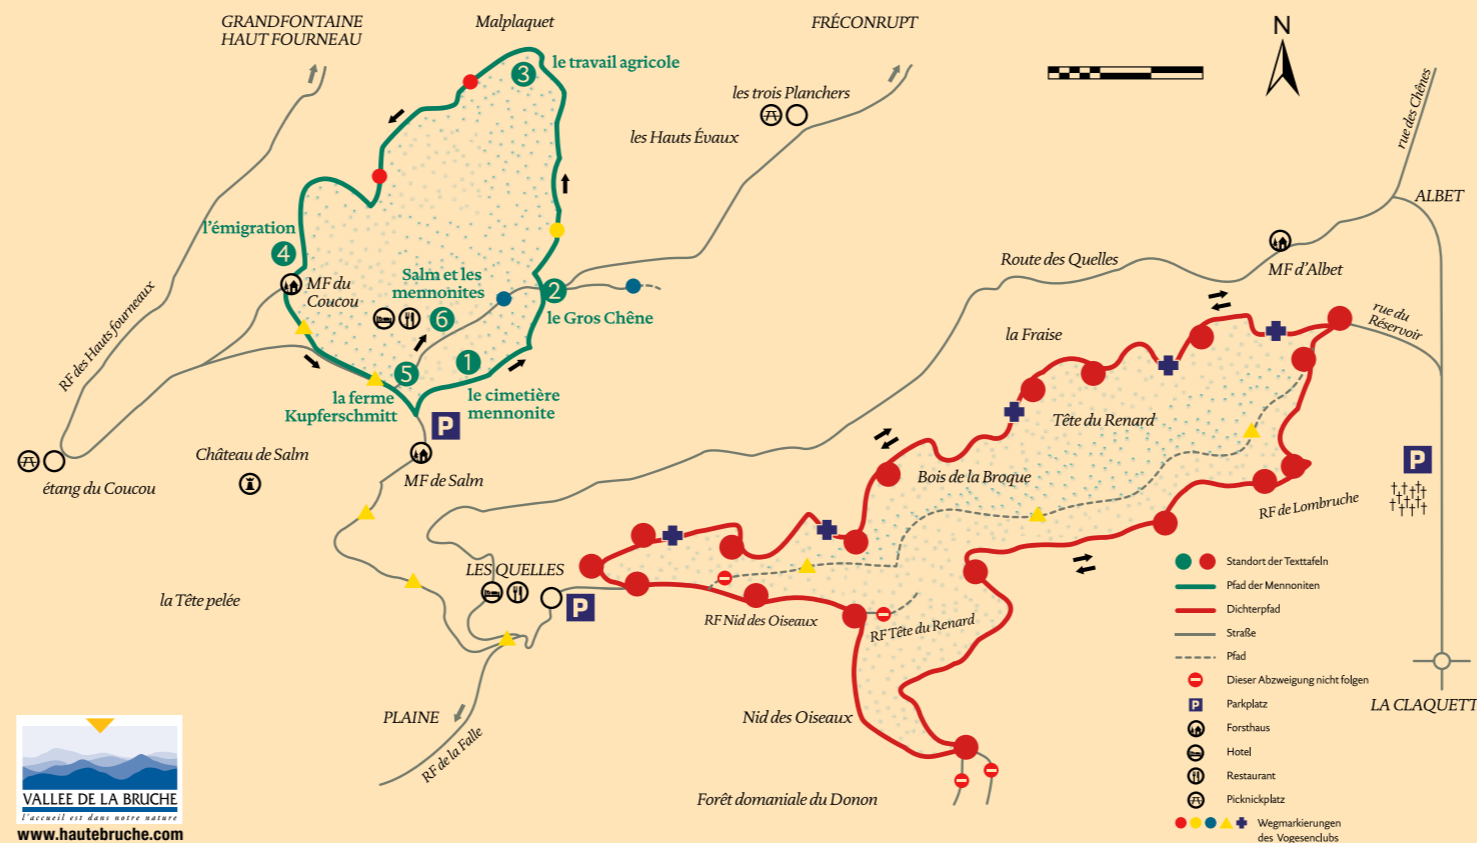 GRANDFONTAINE
HAUT FOURNEAU
Malplaquet
FRÉCONRUPT
N
3
le travail agricole
les trois Planchers
les Hauts Évaux
rue des Chênes
ALBET
l'émigration
4
MF du
Coucou
Salm et les
mennonites
6
2
le Gros Chêne
Route des Quelles
MF d'Albet
RF des Hauts fourneaux
rue du
Réservoir
la Fraise
5
1
la ferme
Kupferschmitt
le cimetière
mennonite
P
Tête du Renard
Château de Salm
MF de Salm
étang du Coucou
Bois de la Broque
P
RF de Lombruche
LES QUELLES
P
la Tête pelée
RF Nid des Oiseaux
RF Tête du Renard
PLAINE
RF de la Falle
Nid des Oiseaux
Forêt domaniale du Donon
LA CLAQUETT
Standort der Texttafeln
Pfad der Mennoniten
Dichterpfad
Straße
Pfad
Dieser Abzweigung nicht folgen
P Parkplatz
Forsthaus
Hotel
Restaurant
Picknickplatz
Wegmarkierungen
des Vogesenclubs
VALLEE DE LA BRUCHE
l'accueil est dans notre nature
www.hautebruche.com